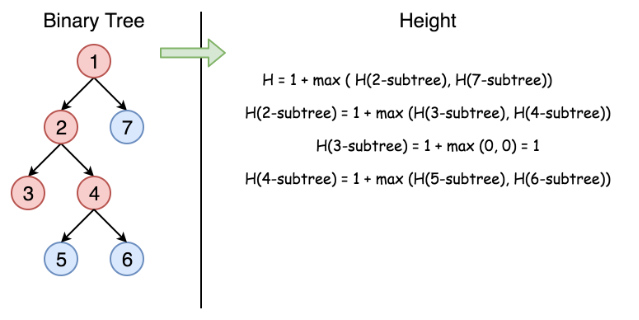 Binary Tree
Height
1
2
7
3
4
5
6
H = 1 + max ( H(2-subtree), H(7-subtree))
H(2-subtree) = 1 + max (H(3-subtree), H(4-subtree))
H(3-subtree) = 1 + max (0, 0) = 1
H(4-subtree) = 1 + max (H(5-subtree), H(6-subtree))